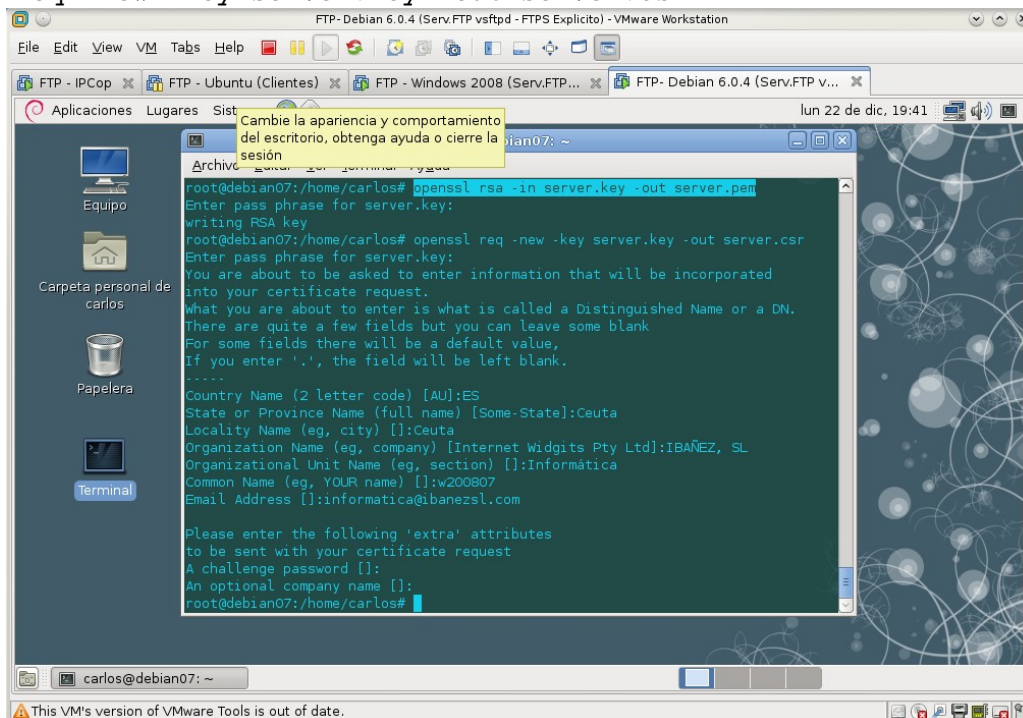 FTP- Debian 6.0.4 (Serv.FTP vsftpd - FTPS Explicito) - VMware Workstation
File Edit View VM Tabs Help
FTP - IPCop FTP - Ubuntu (Clientes) FTP - Windows 2008 (Serv.FTP... FTP- Debian 6.0.4 (Serv.FTP v...
Aplicaciones Lugares lun 22 de dic, 19:41
Cambie la apariencia y comportamiento
del escritorio, obtenga ayuda o cierre la
sesión
Equipo
Carpeta personal de
carlos
Papelera
Terminal
root@debian07:/home/carlos# openssl rsa -in server.key -out server.pem
Enter pass phrase for server.key:
writing RSA key
root@debian07:/home/carlos# openssl req -new -key server.key -out server.csr
Enter pass phrase for server.key:
You are about to be asked to enter information that will be incorporated
into your certificate request.
What you are about to enter is what is called a Distinguished Name or a DN.
There are quite a few fields but you can leave some blank
For some fields there will be a default value,
If you enter '.', the field will be left blank.
-----
Country Name (2 letter code) [AU]:ES
State or Province Name (full name) [Some-State]:Ceuta
Locality Name (eg, city) []:Ceuta
Organization Name (eg, company) [Internet Widgits Pty Ltd]:IBAÑEZ, SL
Organizational Unit Name (eg, section) []:Informática
Common Name (eg, YOUR name) []:w200807
Email Address []:informatica@ibanezsl.com
Please enter the following 'extra' attributes
to be sent with your certificate request
A challenge password []:
An optional company name []:
root@debian07:/home/carlos#
carlos@debian07: ~
This VM's version of VMware Tools is out of date.